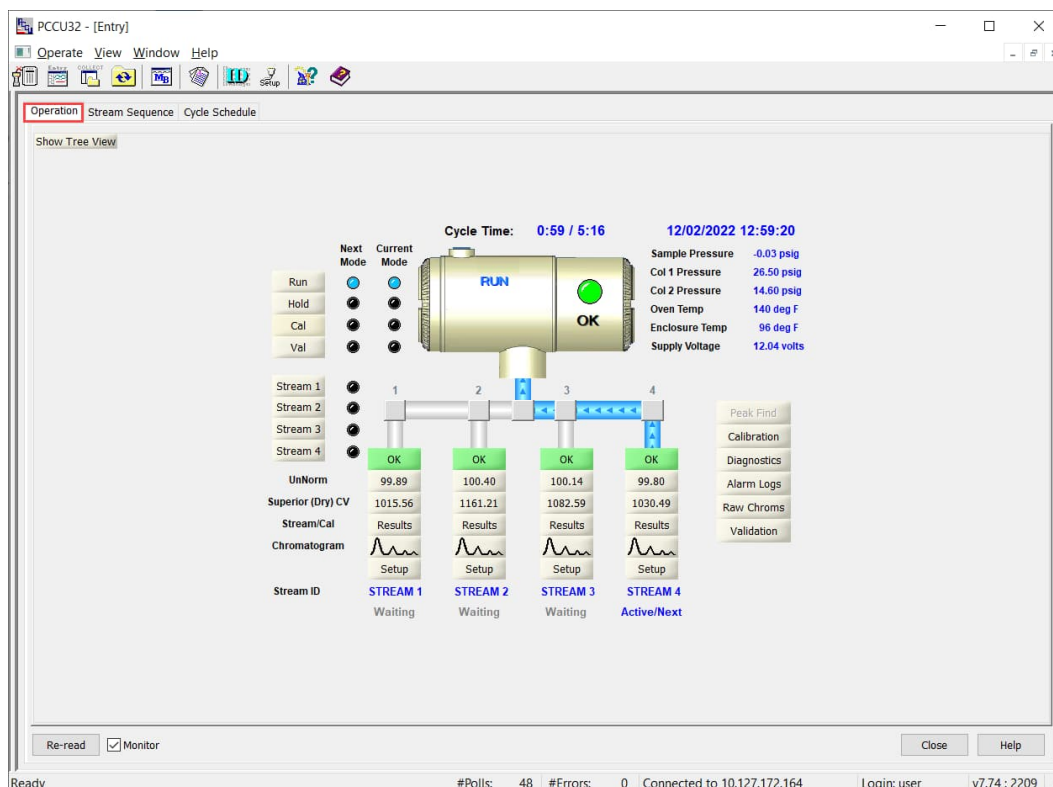 PCCU32 - [Entry]
Operate View Window Help
Entry COLLECT MB ID Setup
Operation Stream Sequence Cycle Schedule
Show Tree View
Cycle Time: 0:59 / 5:16 12/02/2022 12:59:20
Next Mode Current Mode
Sample Pressure -0.03 psig
Col 1 Pressure 26.50 psig
Col 2 Pressure 14.60 psig
Oven Temp 140 deg F
Enclosure Temp 96 deg F
Supply Voltage 12.04 volts
Run
Hold
Cal
Val
RUN
OK
Stream 1
Stream 2
Stream 3
Stream 4
1 2 3 4
OK OK OK OK
UnNorm 99.89 100.40 100.14 99.80
Superior (Dry) CV 1015.56 1161.21 1082.59 1030.49
Stream/Cal Results Results Results Results
Chromatogram
Setup Setup Setup Setup
Stream ID STREAM 1 STREAM 2 STREAM 3 STREAM 4
Waiting Waiting Waiting Active/Next
Peak Find
Calibration
Diagnostics
Alarm Logs
Raw Chroms
Validation
Re-read Monitor Close Help
Ready #Polls: 48 #Errors: 0 Connected to 10.127.172.164 Login: user v7.74 : 2209